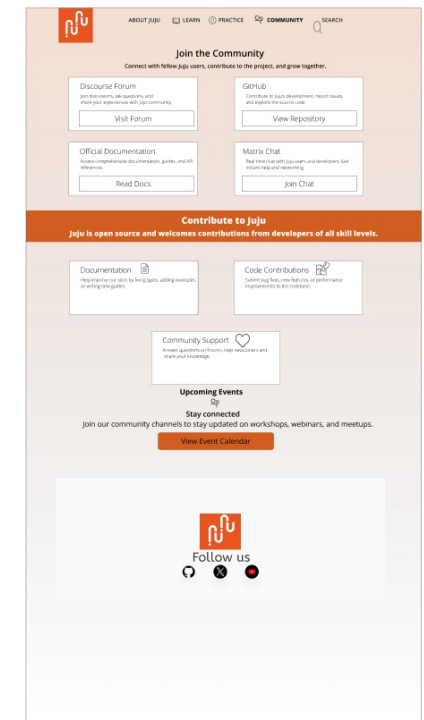 juju
ABOUT JUJU LEARN PRACTICE COMMUNITY SEARCH
Join the Community
Connect with fellow Juju users, contribute to the project, and grow together.
Discourse Forum
Join discussions, ask questions, and
share your experiences with Juju community.
Visit Forum
GitHub
Contribute to Juju's development, report issues,
and explore the source code.
View Repository
Official Documentation
Access comprehensive documentation, guides, and API
references.
Read Docs
Matrix Chat
Real time chat with Juju users and developers. Get
instant help and networking.
Join Chat
Contribute to Juju
Juju is open source and welcomes contributions from developers of all skill levels.
Documentation
Help improve our docs by fixing typos, adding examples,
or writing new guides.
Code Contributions
Submit bug fixes, new features, or performance
improvements to the codebase.
Community Support
Answer questions on forums, help newcomers and
share your knowledge.
Upcoming Events
Stay connected
Join our community channels to stay updated on workshops, webinars, and meetups.
View Event Calendar
juju
Follow us